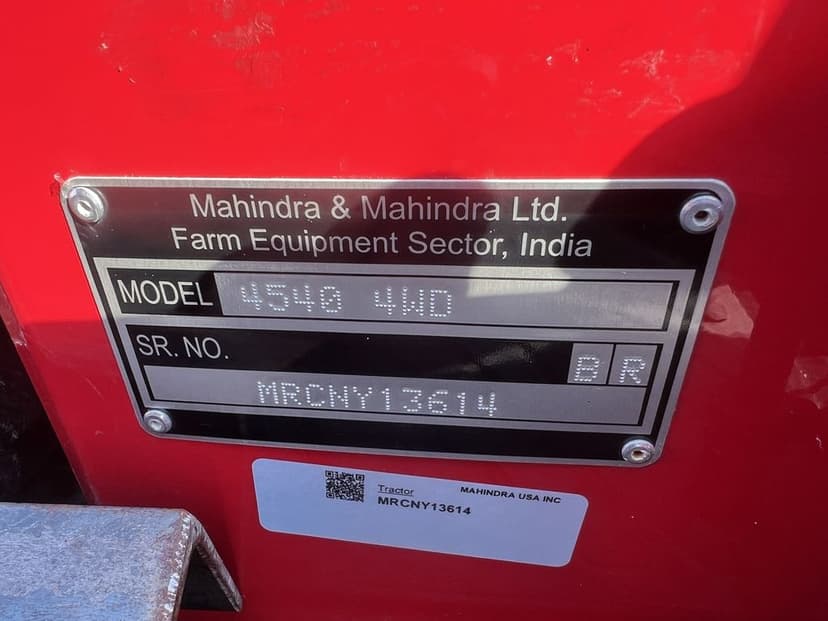 Mahindra & Mahindra Ltd.
Farm Equipment Sector, India
MODEL 4540 4WD
SR. NO. B R
MRCNY13614
Tractor MAHINDRA USA INC
MRCNY13614